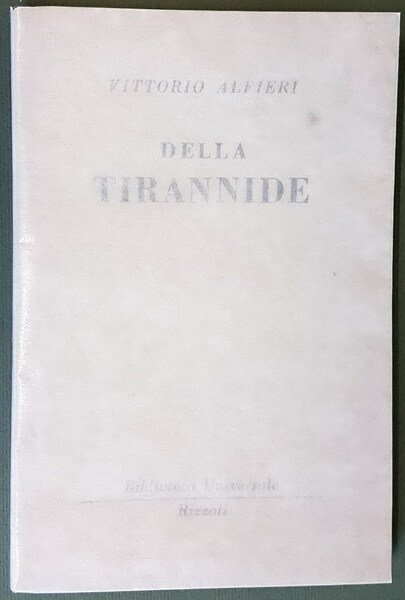 VITTORIO ALFIERI
DELLA
TIRANNIDE
Biblioteca Universale
Rizzoli